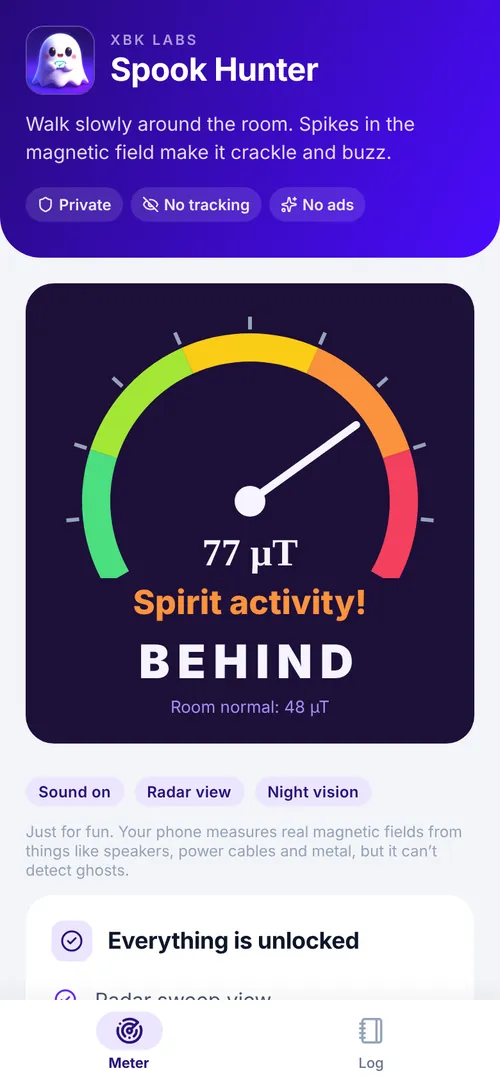 XBK LABS
Spook Hunter
Walk slowly around the room. Spikes in the
magnetic field make it crackle and buzz.
Private
No tracking
No ads
77 µT
Spirit activity!
BEHIND
Room normal: 48 µT
Sound on
Radar view
Night vision
Just for fun. Your phone measures real magnetic fields from
things like speakers, power cables and metal, but it can’t
detect ghosts.
Everything is unlocked
Radar sweep view
Meter
Log